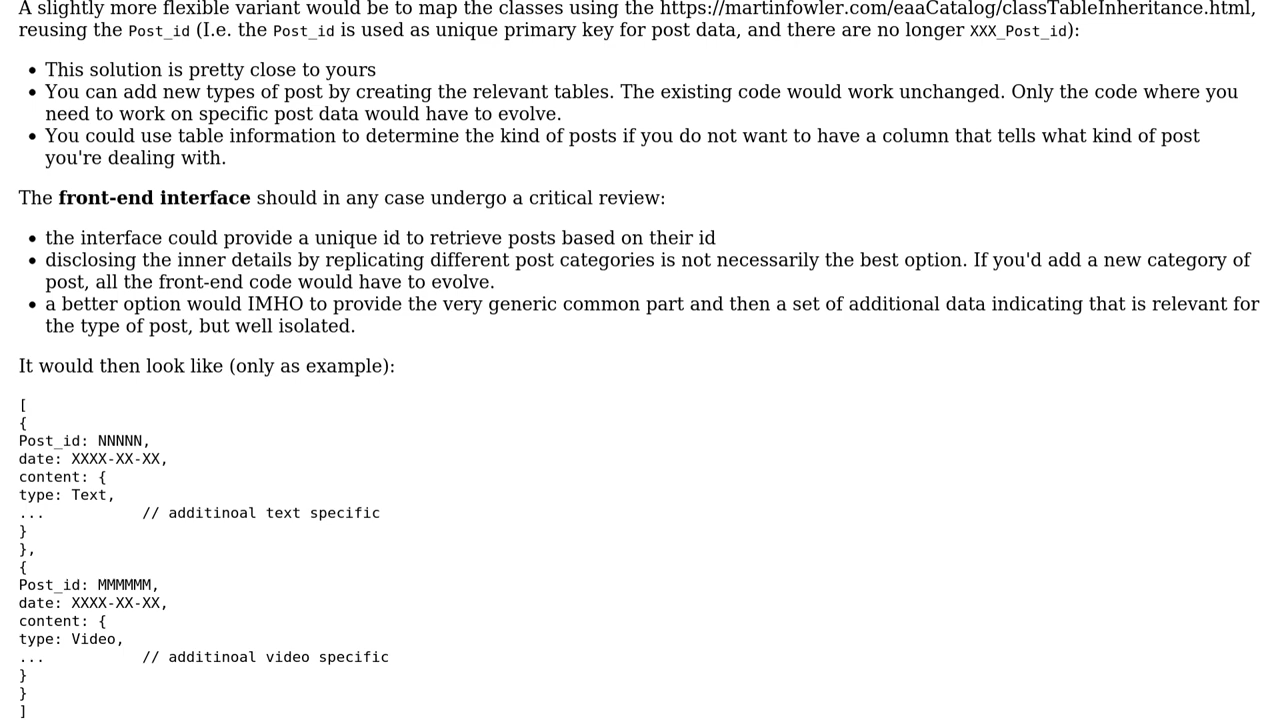 A slightly more flexible variant would be to map the classes using the https://martinfowler.com/eaaCatalog/classTableInheritance.html,
reusing the Post_id (I.e. the Post_id is used as unique primary key for post data, and there are no longer XXX_Post_id):
• This solution is pretty close to yours
• You can add new types of post by creating the relevant tables. The existing code would work unchanged. Only the code where you
need to work on specific post data would have to evolve.
• You could use table information to determine the kind of posts if you do not want to have a column that tells what kind of post
you're dealing with.
The front-end interface should in any case undergo a critical review:
• the interface could provide a unique id to retrieve posts based on their id
• disclosing the inner details by replicating different post categories is not necessarily the best option. If you'd add a new category of
post, all the front-end code would have to evolve.
• a better option would IMHO to provide the very generic common part and then a set of additional data indicating that is relevant for
the type of post, but well isolated.
It would then look like (only as example):
[
{
Post_id: NNNNN,
date: XXXX-XX-XX,
content: {
type: Text,
...           // additinoal text specific
}
},
{
Post_id: MMMMMM,
date: XXXX-XX-XX,
content: {
type: Video,
...           // additinoal video specific
}
}
]